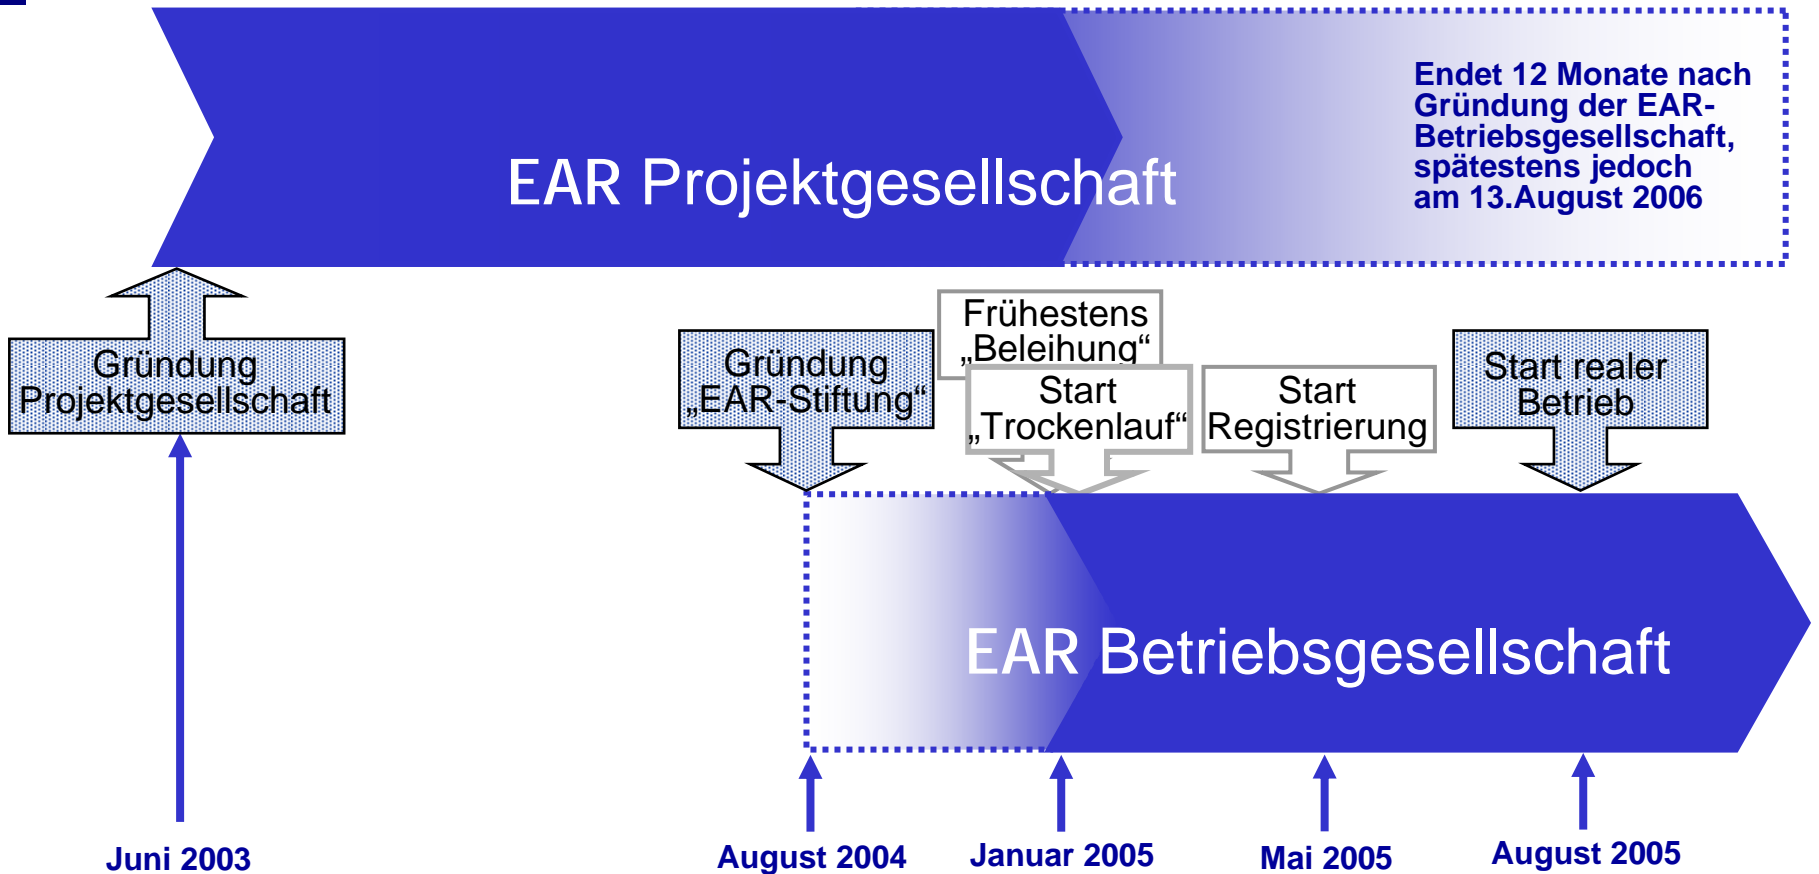 EAR Projektgesellschaft
Endet 12 Monate nach
Gründung der EAR-
Betriebsgesellschaft,
spätestens jedoch
am 13.August 2006
Gründung
Projektgesellschaft
Gründung
„EAR-Stiftung“
Frühestens
„Beleihung“
Start
„Trockenlauf“
Start
Registrierung
Start realer
Betrieb
EAR Betriebsgesellschaft
Juni 2003
August 2004
Januar 2005
Mai 2005
August 2005